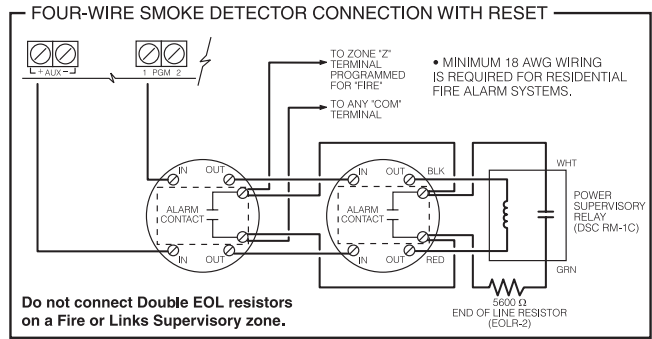 FOUR-WIRE SMOKE DETECTOR CONNECTION WITH RESET
+ AUX -
1 PGM 2
TO ZONE "Z"
TERMINAL
PROGRAMMED
FOR "FIRE"
TO ANY "COM"
TERMINAL
• MINIMUM 18 AWG WIRING
IS REQUIRED FOR RESIDENTIAL
FIRE ALARM SYSTEMS.
IN OUT
ALARM
CONTACT
IN OUT
IN OUT
ALARM
CONTACT
IN OUT
BLK
RED
WHT
POWER
SUPERVISORY
RELAY
(DSC RM-1C)
GRN
5600 Ω
END OF LINE RESISTOR
(EOLR-2)
Do not connect Double EOL resistors
on a Fire or Links Supervisory zone.